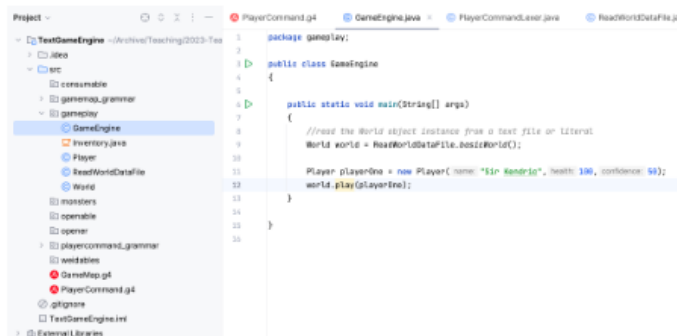 Project
TextGameEngine ~/Archive/Teaching/2023-Tea
.idea
src
consumable
gamemap_grammar
gameplay
GameEngine
Inventory.java
Player
ReadWorldDataFile
World
monsters
openable
opener
playercommand_grammar
weildables
GameMap.g4
PlayerCommand.g4
.gitignore
TextGameEngine.iml
External Libraries
PlayerCommand.g4 GameEngine.java PlayerCommandLexer.java ReadWorldDataFile.j
1 package gameplay;
2
3 public class GameEngine
4 {
5
6 public static void main(String[] args)
7 {
8 //read the World object instance from a text file or literal
9 World world = ReadWorldDataFile.basicWorld();
10
11 Player playerOne = new Player( name: "Sir Kendric", health: 100, confidence: 50);
12 world.play(playerOne);
13 }
14
15 }
16